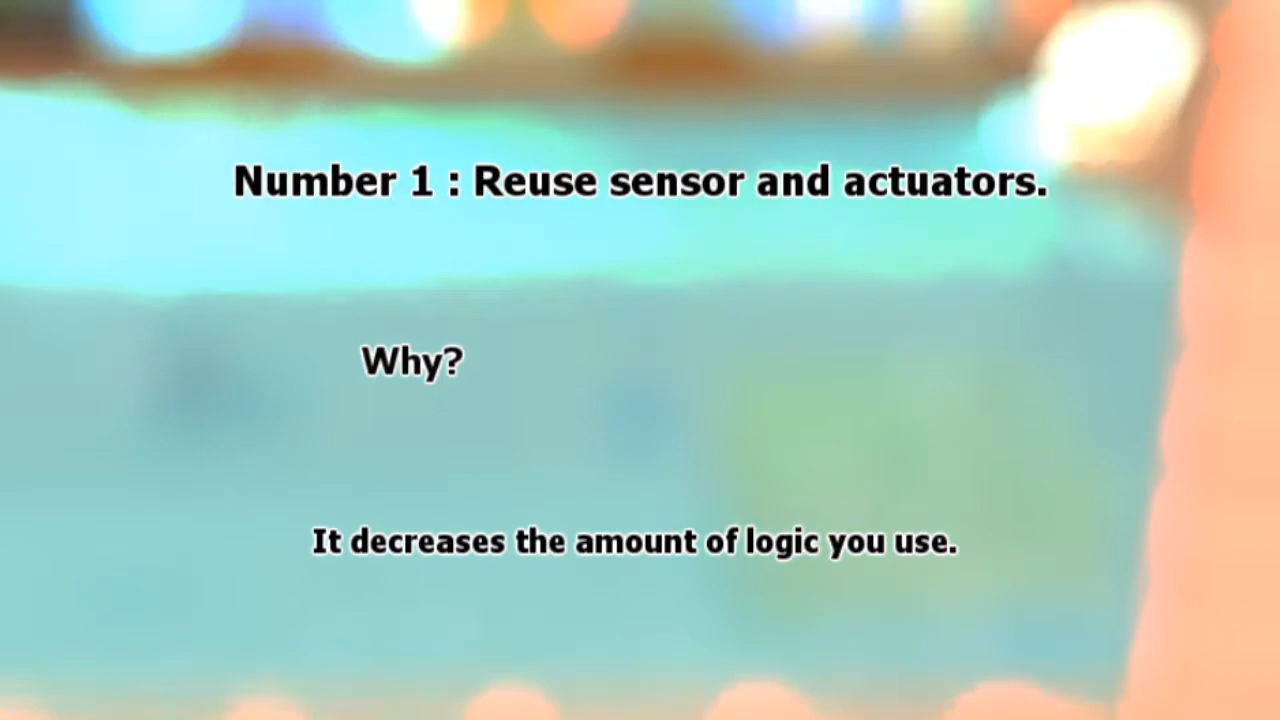 Number 1 : Reuse sensor and actuators.
Why?
It decreases the amount of logic you use.